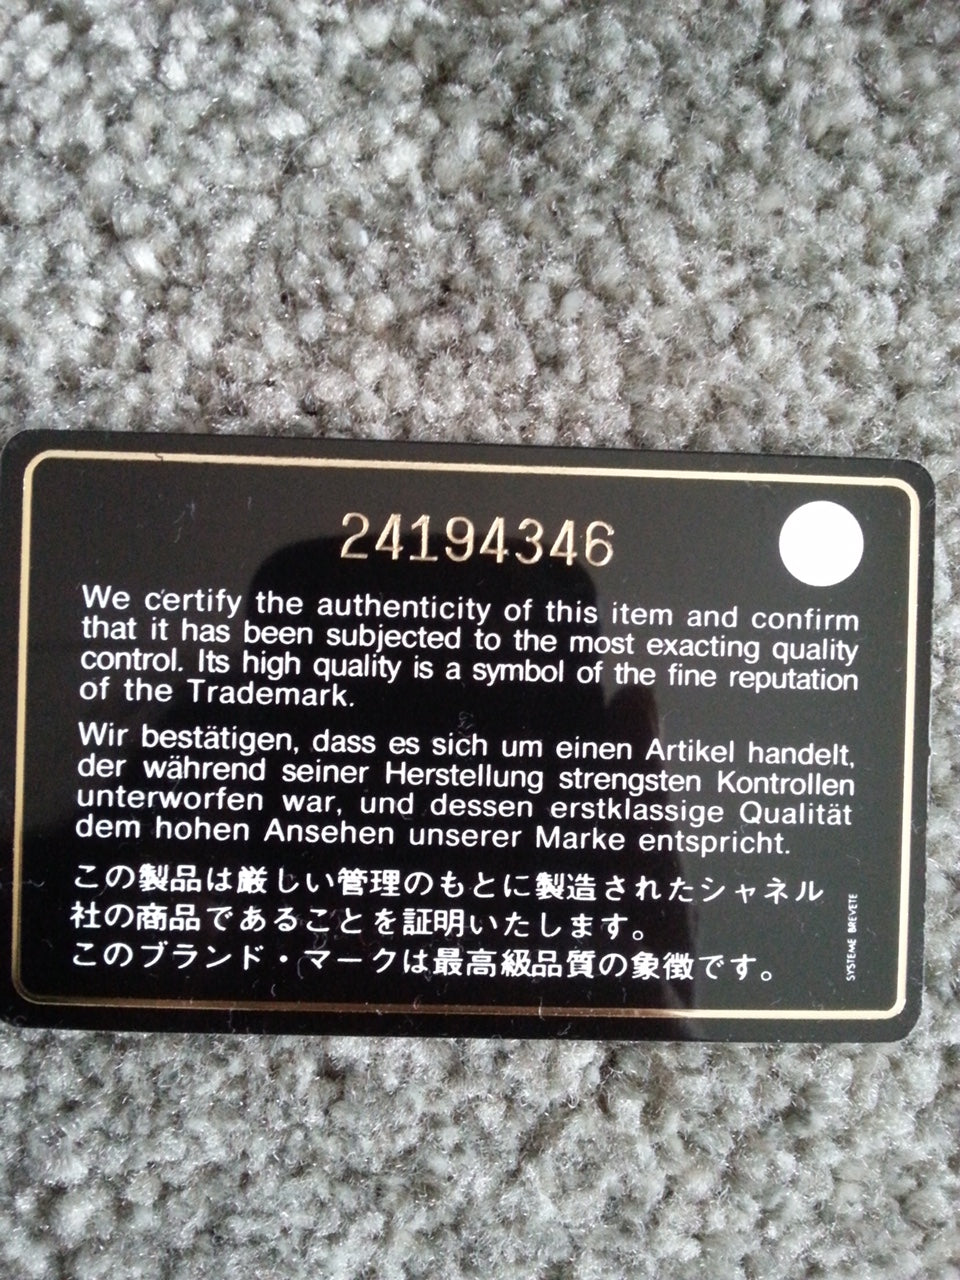 24194346
We certify the authenticity of this item and confirm
that it has been subjected to the most exacting quality
control. Its high quality is a symbol of the fine reputation
of the Trademark.
Wir bestätigen, dass es sich um einen Artikel handelt,
der während seiner Herstellung strengsten Kontrollen
unterworfen war, und dessen erstklassige Qualität
dem hohen Ansehen unserer Marke entspricht.
この製品は厳しい管理のもとに製造されたシャネル
社の商品であることを証明いたします。
このブランド・マークは最高級品質の象徴です。
SYSTEME BREVETE